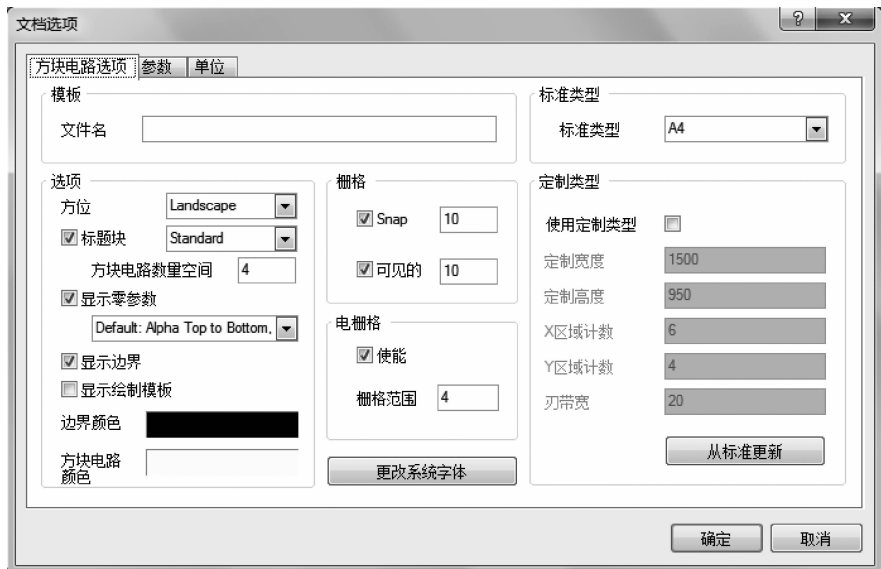 文档选项
方块电路选项 参数 单位
模板
文件名
标准类型
标准类型 A4
选项
方位 Landscape
标题块 Standard
方块电路数量空间 4
显示零参数
Default: Alpha Top to Bottom,
显示边界
显示绘制模板
边界颜色
方块电路
颜色
栅格
Snap 10
可见的 10
电栅格
使能
栅格范围 4
更改系统字体
定制类型
使用定制类型
定制宽度 1500
定制高度 950
X区域计数 6
Y区域计数 4
刃带宽 20
从标准更新
确定 取消